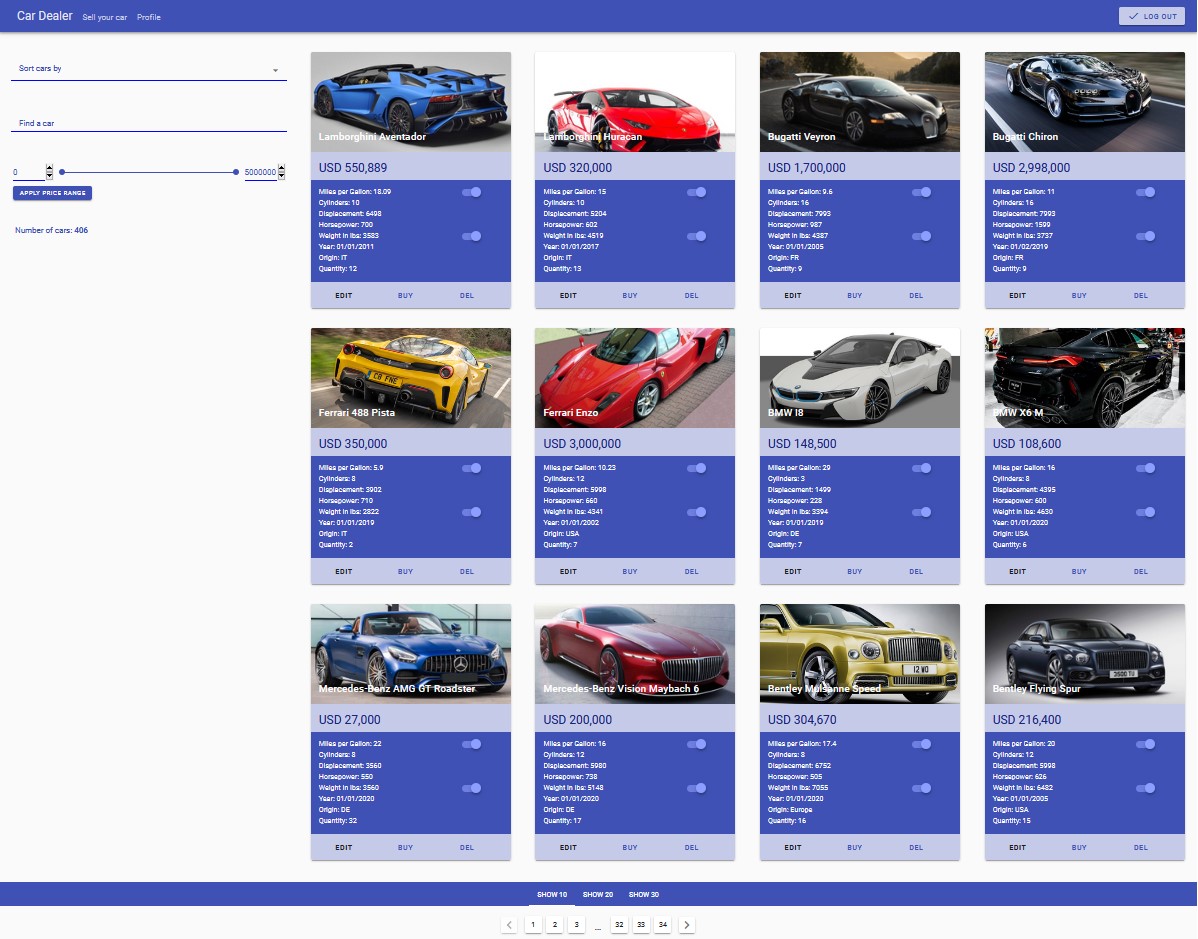 Car Dealer Sell your car Profile LOG OUT
Sort cars by
Find a car
0 5000000
APPLY PRICE RANGE
Number of cars: 406
Lamborghini Aventador
USD 550,889
Miles per Gallon: 18.09
Cylinders: 10
Displacement: 6498
Horsepower: 700
Weight in lbs: 3583
Year: 01/01/2011
Origin: IT
Quantity: 12
EDIT BUY DEL
Lamborghini Huracan
USD 320,000
Miles per Gallon: 15
Cylinders: 10
Displacement: 5204
Horsepower: 602
Weight in lbs: 4519
Year: 01/01/2017
Origin: IT
Quantity: 13
EDIT BUY DEL
Bugatti Veyron
USD 1,700,000
Miles per Gallon: 9.6
Cylinders: 16
Displacement: 7993
Horsepower: 987
Weight in lbs: 4387
Year: 01/01/2005
Origin: FR
Quantity: 9
EDIT BUY DEL
Bugatti Chiron
USD 2,998,000
Miles per Gallon: 11
Cylinders: 16
Displacement: 7993
Horsepower: 1599
Weight in lbs: 3737
Year: 01/02/2019
Origin: FR
Quantity: 9
EDIT BUY DEL
C8 FNE
Ferrari 488 Pista
USD 350,000
Miles per Gallon: 5.9
Cylinders: 8
Displacement: 3902
Horsepower: 710
Weight in lbs: 2822
Year: 01/01/2019
Origin: IT
Quantity: 2
EDIT BUY DEL
Ferrari Enzo
USD 3,000,000
Miles per Gallon: 10.23
Cylinders: 12
Displacement: 5998
Horsepower: 660
Weight in lbs: 4341
Year: 01/01/2002
Origin: USA
Quantity: 7
EDIT BUY DEL
BMW I8
USD 148,500
Miles per Gallon: 29
Cylinders: 3
Displacement: 1499
Horsepower: 228
Weight in lbs: 3394
Year: 01/01/2019
Origin: DE
Quantity: 7
EDIT BUY DEL
BMW X6 M
USD 108,600
Miles per Gallon: 16
Cylinders: 8
Displacement: 4395
Horsepower: 600
Weight in lbs: 4630
Year: 01/01/2020
Origin: USA
Quantity: 6
EDIT BUY DEL
Mercedes-Benz AMG GT Roadster
USD 27,000
Miles per Gallon: 22
Cylinders: 8
Displacement: 3560
Horsepower: 550
Weight in lbs: 3560
Year: 01/01/2020
Origin: DE
Quantity: 32
EDIT BUY DEL
Mercedes-Benz Vision Maybach 6
USD 200,000
Miles per Gallon: 16
Cylinders: 12
Displacement: 5980
Horsepower: 738
Weight in lbs: 5148
Year: 01/01/2020
Origin: DE
Quantity: 17
EDIT BUY DEL
12 WO
Bentley Mulsanne Speed
USD 304,670
Miles per Gallon: 17.4
Cylinders: 8
Displacement: 6752
Horsepower: 505
Weight in lbs: 7055
Year: 01/01/2020
Origin: Europe
Quantity: 16
EDIT BUY DEL
Bentley Flying Spur
USD 216,400
Miles per Gallon: 20
Cylinders: 12
Displacement: 5998
Horsepower: 626
Weight in lbs: 6482
Year: 01/01/2005
Origin: USA
Quantity: 15
EDIT BUY DEL
SHOW 10 SHOW 20 SHOW 30
1 2 3 ... 32 33 34